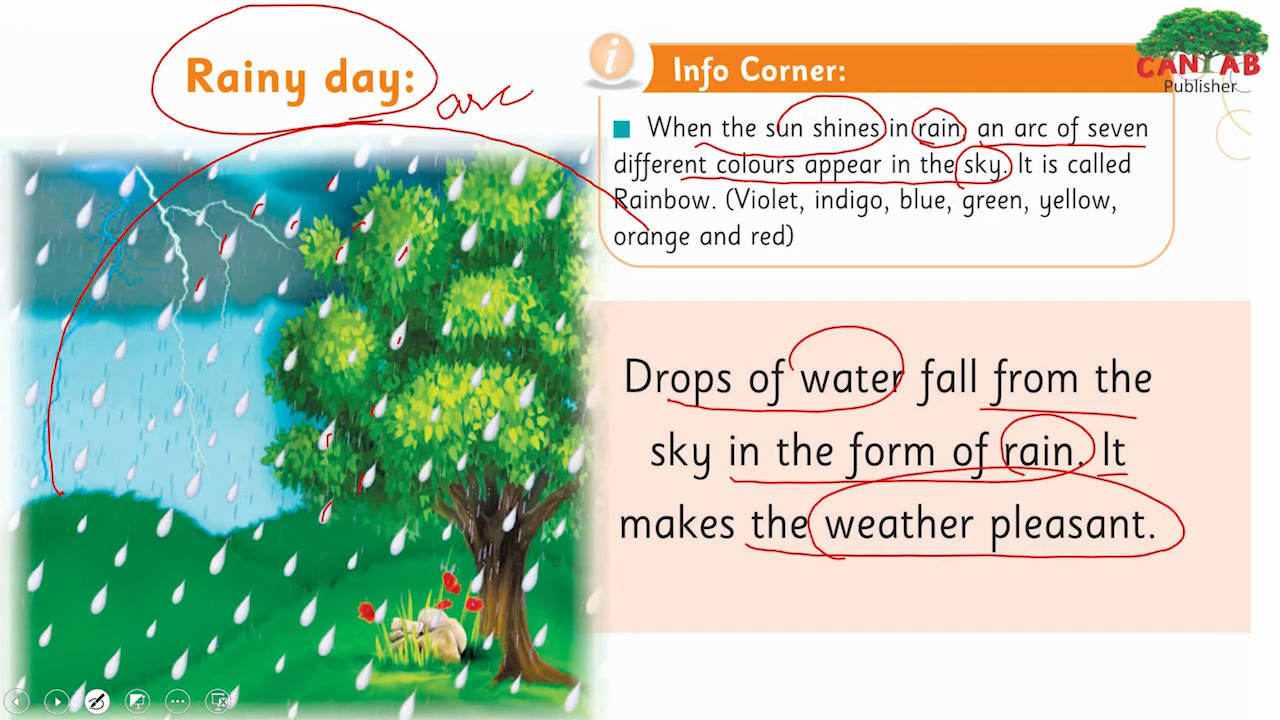 Rainy day:
arc
i
Info Corner:
CANTAB
Publisher
When the sun shines in rain, an arc of seven
different colours appear in the sky. It is called
Rainbow. (Violet, indigo, blue, green, yellow,
orange and red)
Drops of water fall from the
sky in the form of rain. It
makes the weather pleasant.